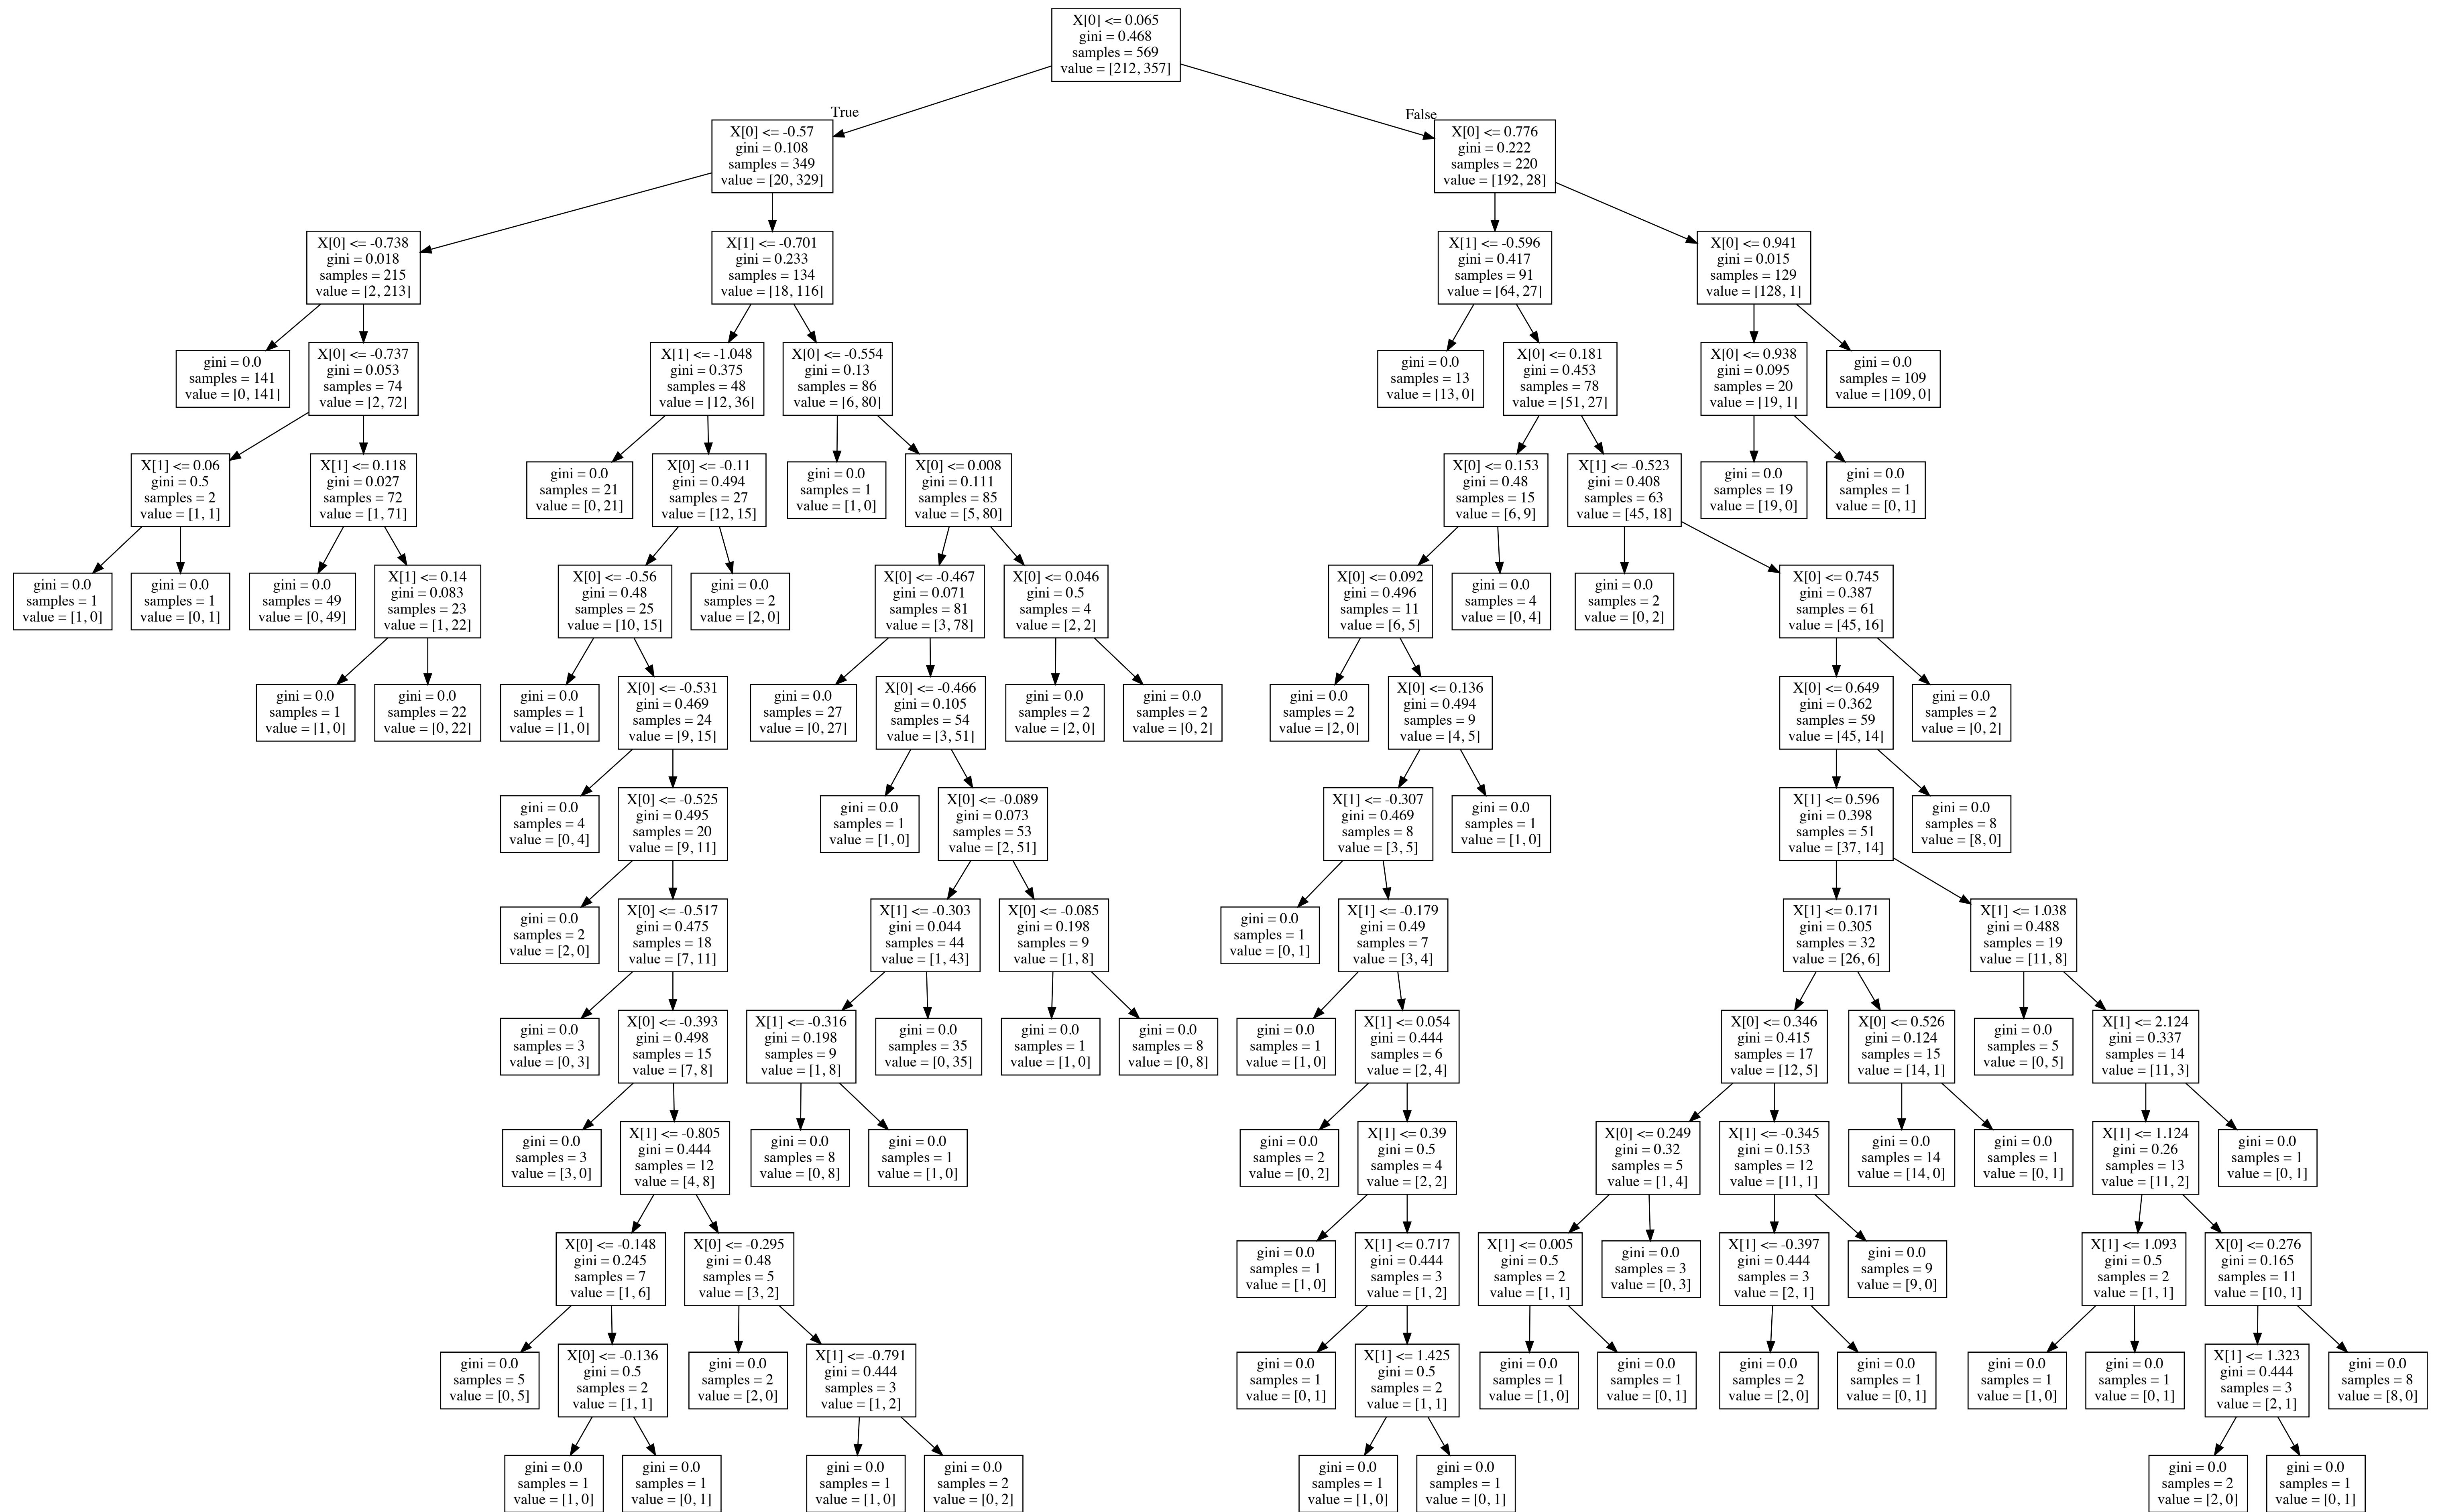 X[0] <= 0.065
gini = 0.468
samples = 569
value = [212, 357]
True
False
X[0] <= -0.57
gini = 0.108
samples = 349
value = [20, 329]
X[0] <= 0.776
gini = 0.222
samples = 220
value = [192, 28]
X[0] <= -0.738
gini = 0.018
samples = 215
value = [2, 213]
X[1] <= -0.701
gini = 0.233
samples = 134
value = [18, 116]
X[1] <= -0.596
gini = 0.417
samples = 91
value = [64, 27]
X[0] <= 0.941
gini = 0.015
samples = 129
value = [128, 1]
gini = 0.0
samples = 141
value = [0, 141]
X[0] <= -0.737
gini = 0.053
samples = 74
value = [2, 72]
X[1] <= -1.048
gini = 0.375
samples = 48
value = [12, 36]
X[0] <= -0.554
gini = 0.13
samples = 86
value = [6, 80]
gini = 0.0
samples = 13
value = [13, 0]
X[0] <= 0.181
gini = 0.453
samples = 78
value = [51, 27]
X[0] <= 0.938
gini = 0.095
samples = 20
value = [19, 1]
gini = 0.0
samples = 109
value = [109, 0]
X[1] <= 0.06
gini = 0.5
samples = 2
value = [1, 1]
X[1] <= 0.118
gini = 0.027
samples = 72
value = [1, 71]
gini = 0.0
samples = 21
value = [0, 21]
X[0] <= -0.11
gini = 0.494
samples = 27
value = [12, 15]
gini = 0.0
samples = 1
value = [1, 0]
X[0] <= 0.008
gini = 0.111
samples = 85
value = [5, 80]
X[0] <= 0.153
gini = 0.48
samples = 15
value = [6, 9]
X[1] <= -0.523
gini = 0.408
samples = 63
value = [45, 18]
gini = 0.0
samples = 19
value = [19, 0]
gini = 0.0
samples = 1
value = [0, 1]
gini = 0.0
samples = 1
value = [1, 0]
gini = 0.0
samples = 1
value = [0, 1]
gini = 0.0
samples = 49
value = [0, 49]
X[1] <= 0.14
gini = 0.083
samples = 23
value = [1, 22]
X[0] <= -0.56
gini = 0.48
samples = 25
value = [10, 15]
gini = 0.0
samples = 2
value = [2, 0]
X[0] <= -0.467
gini = 0.071
samples = 81
value = [3, 78]
X[0] <= 0.046
gini = 0.5
samples = 4
value = [2, 2]
X[0] <= 0.092
gini = 0.496
samples = 11
value = [6, 5]
gini = 0.0
samples = 4
value = [0, 4]
gini = 0.0
samples = 2
value = [0, 2]
X[0] <= 0.745
gini = 0.387
samples = 61
value = [45, 16]
gini = 0.0
samples = 1
value = [1, 0]
gini = 0.0
samples = 22
value = [0, 22]
gini = 0.0
samples = 1
value = [1, 0]
X[0] <= -0.531
gini = 0.469
samples = 24
value = [9, 15]
gini = 0.0
samples = 27
value = [0, 27]
X[0] <= -0.466
gini = 0.105
samples = 54
value = [3, 51]
gini = 0.0
samples = 2
value = [2, 0]
gini = 0.0
samples = 2
value = [0, 2]
gini = 0.0
samples = 2
value = [2, 0]
X[0] <= 0.136
gini = 0.494
samples = 9
value = [4, 5]
X[0] <= 0.649
gini = 0.362
samples = 59
value = [45, 14]
gini = 0.0
samples = 2
value = [0, 2]
gini = 0.0
samples = 4
value = [0, 4]
X[0] <= -0.525
gini = 0.495
samples = 20
value = [9, 11]
gini = 0.0
samples = 1
value = [1, 0]
X[0] <= -0.089
gini = 0.073
samples = 53
value = [2, 51]
X[1] <= -0.307
gini = 0.469
samples = 8
value = [3, 5]
gini = 0.0
samples = 1
value = [1, 0]
X[1] <= 0.596
gini = 0.398
samples = 51
value = [37, 14]
gini = 0.0
samples = 8
value = [8, 0]
gini = 0.0
samples = 2
value = [2, 0]
X[0] <= -0.517
gini = 0.475
samples = 18
value = [7, 11]
X[1] <= -0.303
gini = 0.044
samples = 44
value = [1, 43]
X[0] <= -0.085
gini = 0.198
samples = 9
value = [1, 8]
gini = 0.0
samples = 1
value = [0, 1]
X[1] <= -0.179
gini = 0.49
samples = 7
value = [3, 4]
X[1] <= 0.171
gini = 0.305
samples = 32
value = [26, 6]
X[1] <= 1.038
gini = 0.488
samples = 19
value = [11, 8]
gini = 0.0
samples = 3
value = [0, 3]
X[0] <= -0.393
gini = 0.498
samples = 15
value = [7, 8]
X[1] <= -0.316
gini = 0.198
samples = 9
value = [1, 8]
gini = 0.0
samples = 35
value = [0, 35]
gini = 0.0
samples = 1
value = [1, 0]
gini = 0.0
samples = 8
value = [0, 8]
gini = 0.0
samples = 1
value = [1, 0]
X[1] <= 0.054
gini = 0.444
samples = 6
value = [2, 4]
X[0] <= 0.346
gini = 0.415
samples = 17
value = [12, 5]
X[0] <= 0.526
gini = 0.124
samples = 15
value = [14, 1]
gini = 0.0
samples = 5
value = [0, 5]
X[1] <= 2.124
gini = 0.337
samples = 14
value = [11, 3]
gini = 0.0
samples = 3
value = [3, 0]
X[1] <= -0.805
gini = 0.444
samples = 12
value = [4, 8]
gini = 0.0
samples = 8
value = [0, 8]
gini = 0.0
samples = 1
value = [1, 0]
gini = 0.0
samples = 2
value = [0, 2]
X[1] <= 0.39
gini = 0.5
samples = 4
value = [2, 2]
X[0] <= 0.249
gini = 0.32
samples = 5
value = [1, 4]
X[1] <= -0.345
gini = 0.153
samples = 12
value = [11, 1]
gini = 0.0
samples = 14
value = [14, 0]
gini = 0.0
samples = 1
value = [0, 1]
X[1] <= 1.124
gini = 0.26
samples = 13
value = [11, 2]
gini = 0.0
samples = 1
value = [0, 1]
X[0] <= -0.148
gini = 0.245
samples = 7
value = [1, 6]
X[0] <= -0.295
gini = 0.48
samples = 5
value = [3, 2]
gini = 0.0
samples = 1
value = [1, 0]
X[1] <= 0.717
gini = 0.444
samples = 3
value = [1, 2]
X[1] <= 0.005
gini = 0.5
samples = 2
value = [1, 1]
gini = 0.0
samples = 3
value = [0, 3]
X[1] <= -0.397
gini = 0.444
samples = 3
value = [2, 1]
gini = 0.0
samples = 9
value = [9, 0]
X[1] <= 1.093
gini = 0.5
samples = 2
value = [1, 1]
X[0] <= 0.276
gini = 0.165
samples = 11
value = [10, 1]
gini = 0.0
samples = 5
value = [0, 5]
X[0] <= -0.136
gini = 0.5
samples = 2
value = [1, 1]
gini = 0.0
samples = 2
value = [2, 0]
X[1] <= -0.791
gini = 0.444
samples = 3
value = [1, 2]
gini = 0.0
samples = 1
value = [0, 1]
X[1] <= 1.425
gini = 0.5
samples = 2
value = [1, 1]
gini = 0.0
samples = 1
value = [1, 0]
gini = 0.0
samples = 1
value = [0, 1]
gini = 0.0
samples = 2
value = [2, 0]
gini = 0.0
samples = 1
value = [0, 1]
gini = 0.0
samples = 1
value = [1, 0]
gini = 0.0
samples = 1
value = [0, 1]
X[1] <= 1.323
gini = 0.444
samples = 3
value = [2, 1]
gini = 0.0
samples = 8
value = [8, 0]
gini = 0.0
samples = 1
value = [1, 0]
gini = 0.0
samples = 1
value = [0, 1]
gini = 0.0
samples = 1
value = [1, 0]
gini = 0.0
samples = 2
value = [0, 2]
gini = 0.0
samples = 1
value = [1, 0]
gini = 0.0
samples = 1
value = [0, 1]
gini = 0.0
samples = 2
value = [2, 0]
gini = 0.0
samples = 1
value = [0, 1]